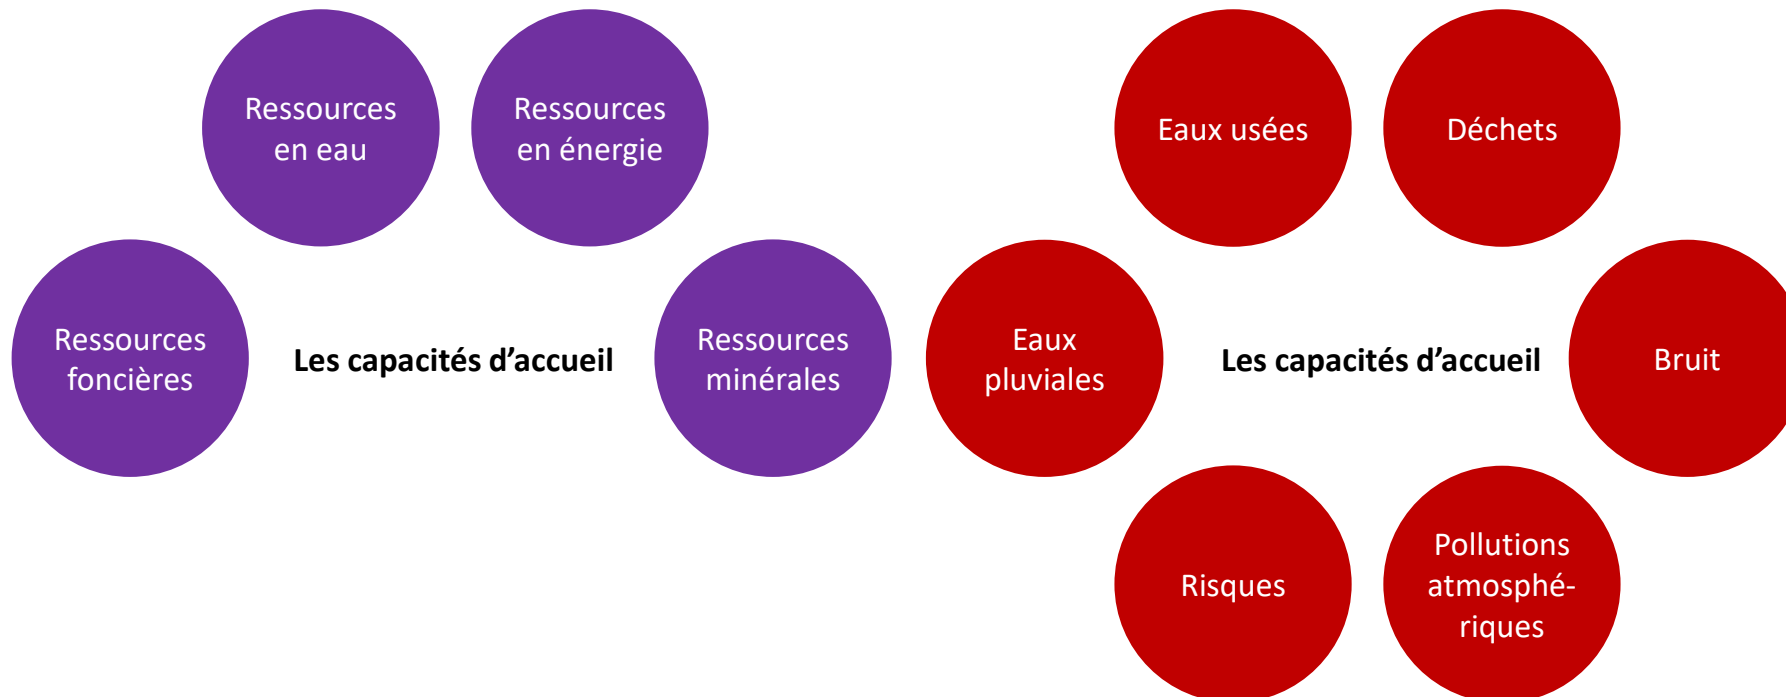 Ressources
en eau
Ressources
en énergie
Ressources
foncières
Les capacités d’accueil
Ressources
minérales
Eaux usées
Déchets
Eaux
pluviales
Les capacités d’accueil
Bruit
Risques
Pollutions
atmosphé-
riques